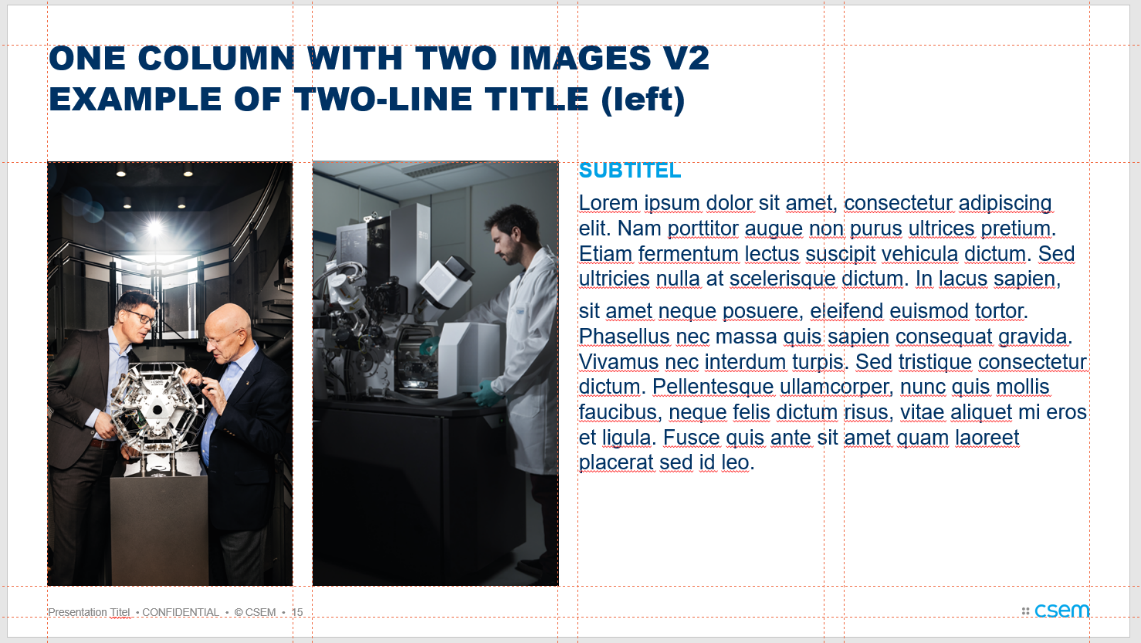 ONE COLUMN WITH TWO IMAGES V2
EXAMPLE OF TWO-LINE TITLE (left)
SUBTITEL
Lorem ipsum dolor sit amet, consectetur adipiscing
elit. Nam porttitor augue non purus ultrices pretium.
Etiam fermentum lectus suscipit vehicula dictum. Sed
ultricies nulla at scelerisque dictum. In lacus sapien,
sit amet neque posuere, eleifend euismod tortor.
Phasellus nec massa quis sapien consequat gravida.
Vivamus nec interdum turpis. Sed tristique consectetur
dictum. Pellentesque ullamcorper, nunc quis mollis
faucibus, neque felis dictum risus, vitae aliquet mi eros
et ligula. Fusce quis ante sit amet quam laoreet
placerat sed id leo.
Presentation Titel • CONFIDENTIAL • © CSEM • 15
csem